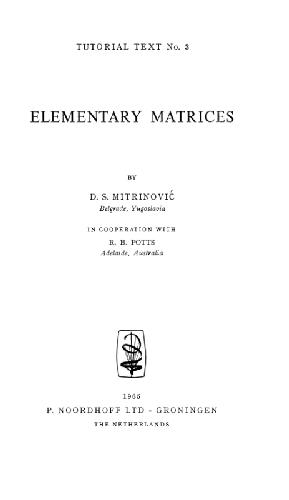 TUTORIAL TEXT No. 3
ELEMENTARY MATRICES
BY
D. S. MITRINOVIĆ
Belgrade, Yugoslavia
IN COOPERATION WITH
R. B. POTTS
Adelaide, Australia
1965
P. NOORDHOFF LTD - GRONINGEN
THE NETHERLANDS